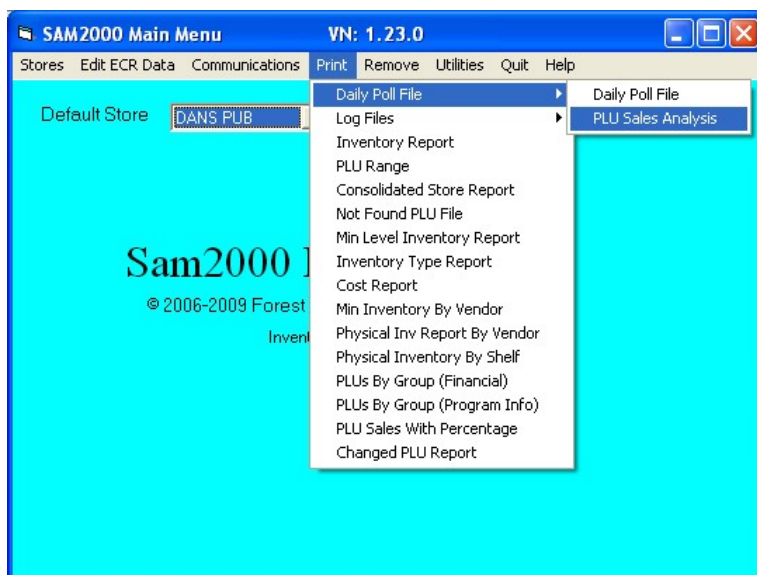 SAM2000 Main Menu VN: 1.23.0
Stores Edit ECR Data Communications Print Remove Utilities Quit Help
Default Store DANS PUB
Daily Poll File
Log Files
Inventory Report
PLU Range
Consolidated Store Report
Not Found PLU File
Min Level Inventory Report
Inventory Type Report
Cost Report
Min Inventory By Vendor
Physical Inv Report By Vendor
Physical Inventory By Shelf
PLUs By Group (Financial)
PLUs By Group (Program Info)
PLU Sales With Percentage
Changed PLU Report
Daily Poll File
PLU Sales Analysis
Sam2000
© 2006-2009 Forest